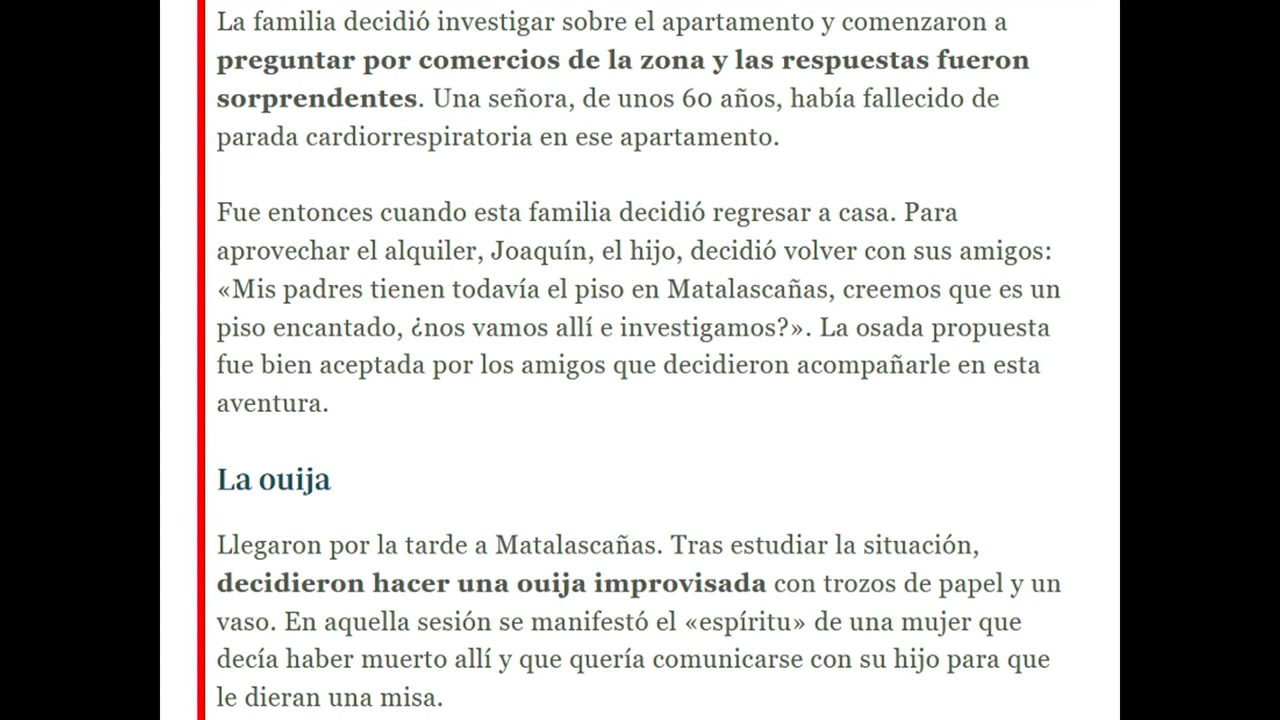 La familia decidió investigar sobre el apartamento y comenzaron a
preguntar por comercios de la zona y las respuestas fueron
sorprendentes. Una señora, de unos 60 años, había fallecido de
parada cardiorrespiratoria en ese apartamento.
Fue entonces cuando esta familia decidió regresar a casa. Para
aprovechar el alquiler, Joaquín, el hijo, decidió volver con sus amigos:
«Mis padres tienen todavía el piso en Matalascañas, creemos que es un
piso encantado, ¿nos vamos allí e investigamos?». La osada propuesta
fue bien aceptada por los amigos que decidieron acompañarle en esta
aventura.
La ouija
Llegaron por la tarde a Matalascañas. Tras estudiar la situación,
decidieron hacer una ouija improvisada con trozos de papel y un
vaso. En aquella sesión se manifestó el «espíritu» de una mujer que
decía haber muerto allí y que quería comunicarse con su hijo para que
le dieran una misa.